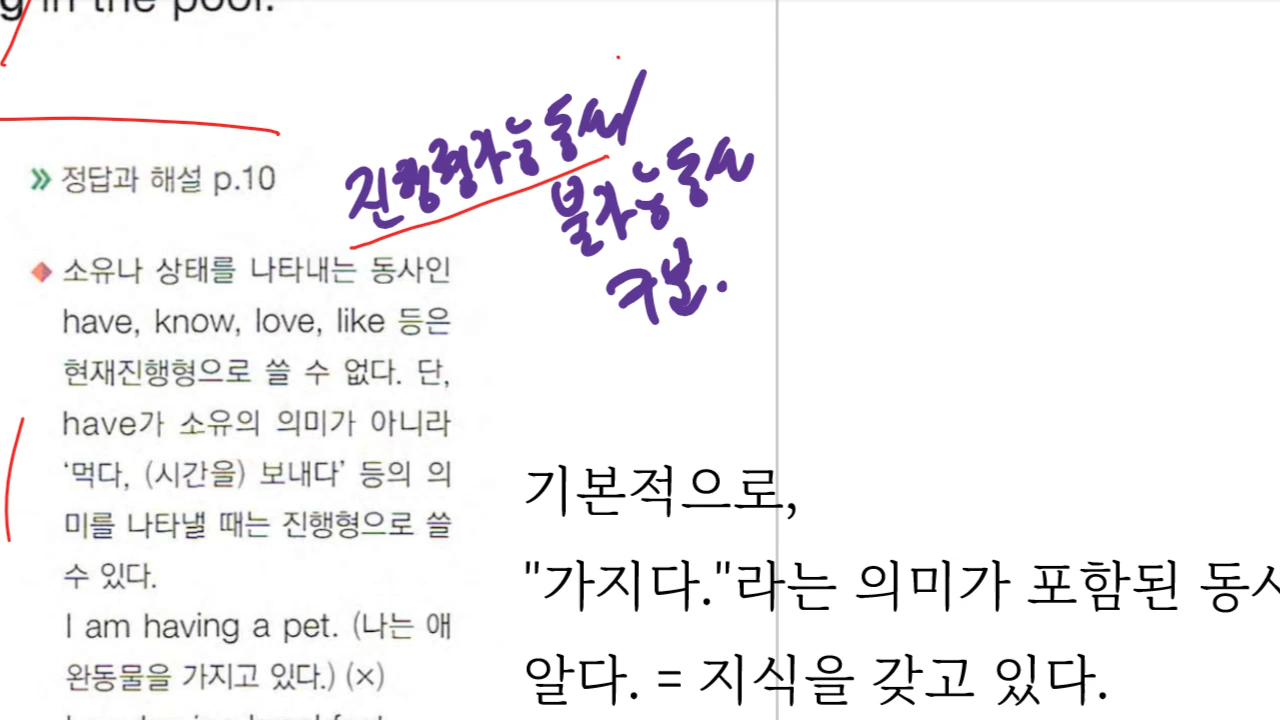 g in the pool.
» 정답과 해설 p.10
진행형가능동사/
불가능동사
구분.
소유나 상태를 나타내는 동사인
have, know, love, like 등은
현재진행형으로 쓸 수 없다. 단,
have가 소유의 의미가 아니라
‘먹다, (시간을) 보내다’ 등의 의
미를 나타낼 때는 진행형으로 쓸
수 있다.
I am having a pet. (나는 애
완동물을 가지고 있다.) (×)
기본적으로,
"가지다."라는 의미가 포함된 동사
알다. = 지식을 갖고 있다.